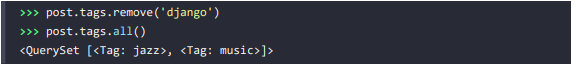 >>> post.tags.remove('django')
>>> post.tags.all()
<QuerySet [<Tag: jazz>, <Tag: music>]>